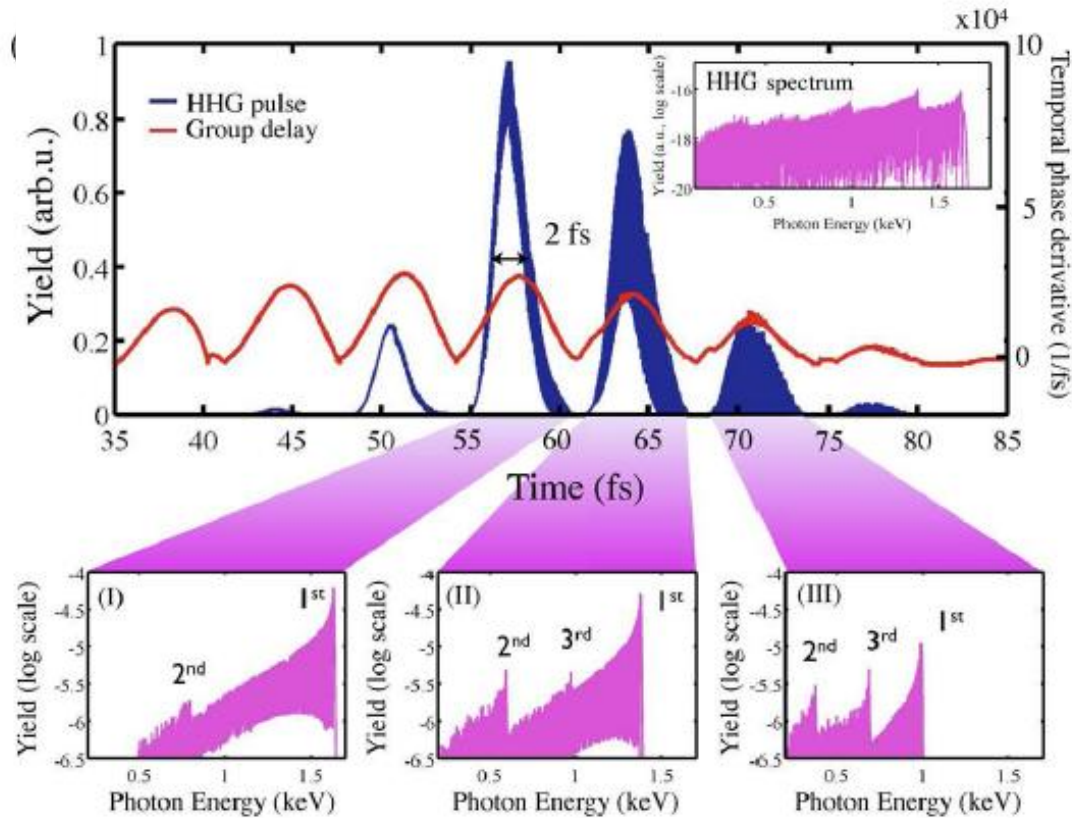 x10⁴
1
0.8
0.6
0.4
0.2
0
Yield (arb.u.)
HHG pulse
Group delay
2 fs
HHG spectrum
-16
-18
-20
Yield (a.u., log scale)
0.5 1 1.5
Photon Energy (keV)
10
5
0
Temporal phase derivative (1/fs)
35 40 45 50 55 60 65 70 75 80 85
Time (fs)
(I)
1st
2nd
-4
-4.5
-5
-5.5
-6
-6.5
Yield (log scale)
0.5 1 1.5
Photon Energy (keV)
(II)
1st
2nd 3rd
-4
-4.5
-5
-5.5
-6
-6.5
Yield (log scale)
0.5 1 1.5
Photon Energy (keV)
(III)
1st
2nd 3rd
-4
-4.5
-5
-5.5
-6
-6.5
Yield (log scale)
0.5 1 1.5
Photon Energy (keV)